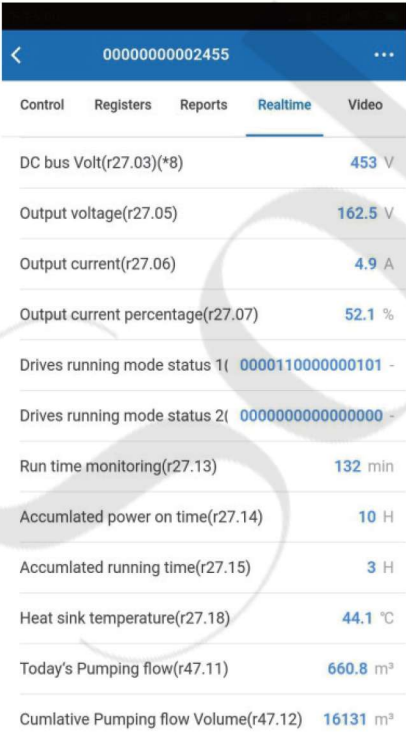 00000000002455
Control Registers Reports Realtime Video
DC bus Volt(r27.03)(*8) 453 V
Output voltage(r27.05) 162.5 V
Output current(r27.06) 4.9 A
Output current percentage(r27.07) 52.1 %
Drives running mode status 1( 0000110000000101 -
Drives running mode status 2( 0000000000000000 -
Run time monitoring(r27.13) 132 min
Accumlated power on time(r27.14) 10 H
Accumlated running time(r27.15) 3 H
Heat sink temperature(r27.18) 44.1 ℃
Today's Pumping flow(r47.11) 660.8 m³
Cumlative Pumping flow Volume(r47.12) 16131 m³